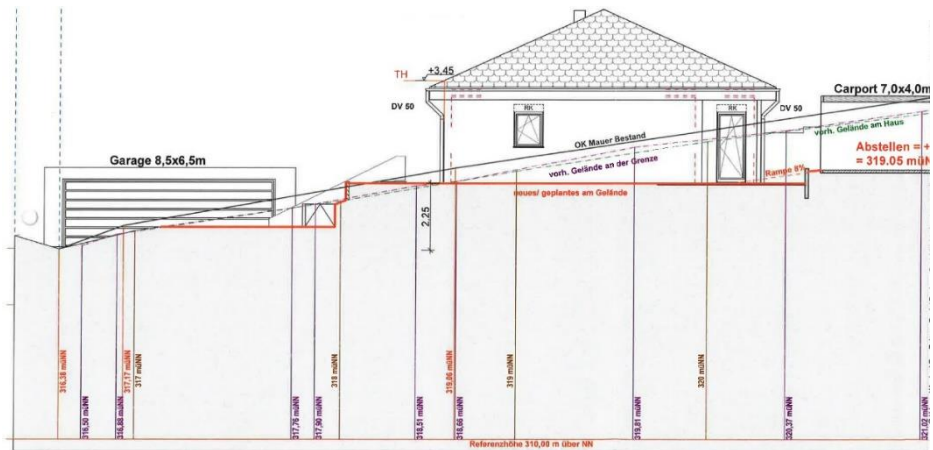 TH
+3.45
DV 50
RK
RK
DV 50
Carport 7,0x4,0m
OK Mauer Bestand
vorh. Gelände am Haus
vorh. Gelände an der Grenze
Abstellen = +
= 319.05 müN
Garage 8,5x6,5m
Rampe 8%
neues/ geplantes am Gelände
2,25
316,38 müNN
316,50 müNN
316,88 müNN
317,17 müNN
317 müNN
317,76 müNN
317,90 müNN
318 müNN
318,51 müNN
319,06 müNN
318,66 müNN
319 müNN
319,81 müNN
320 müNN
320,37 müNN
321,02 müNN
Referenzhöhe 310,00 m über NN